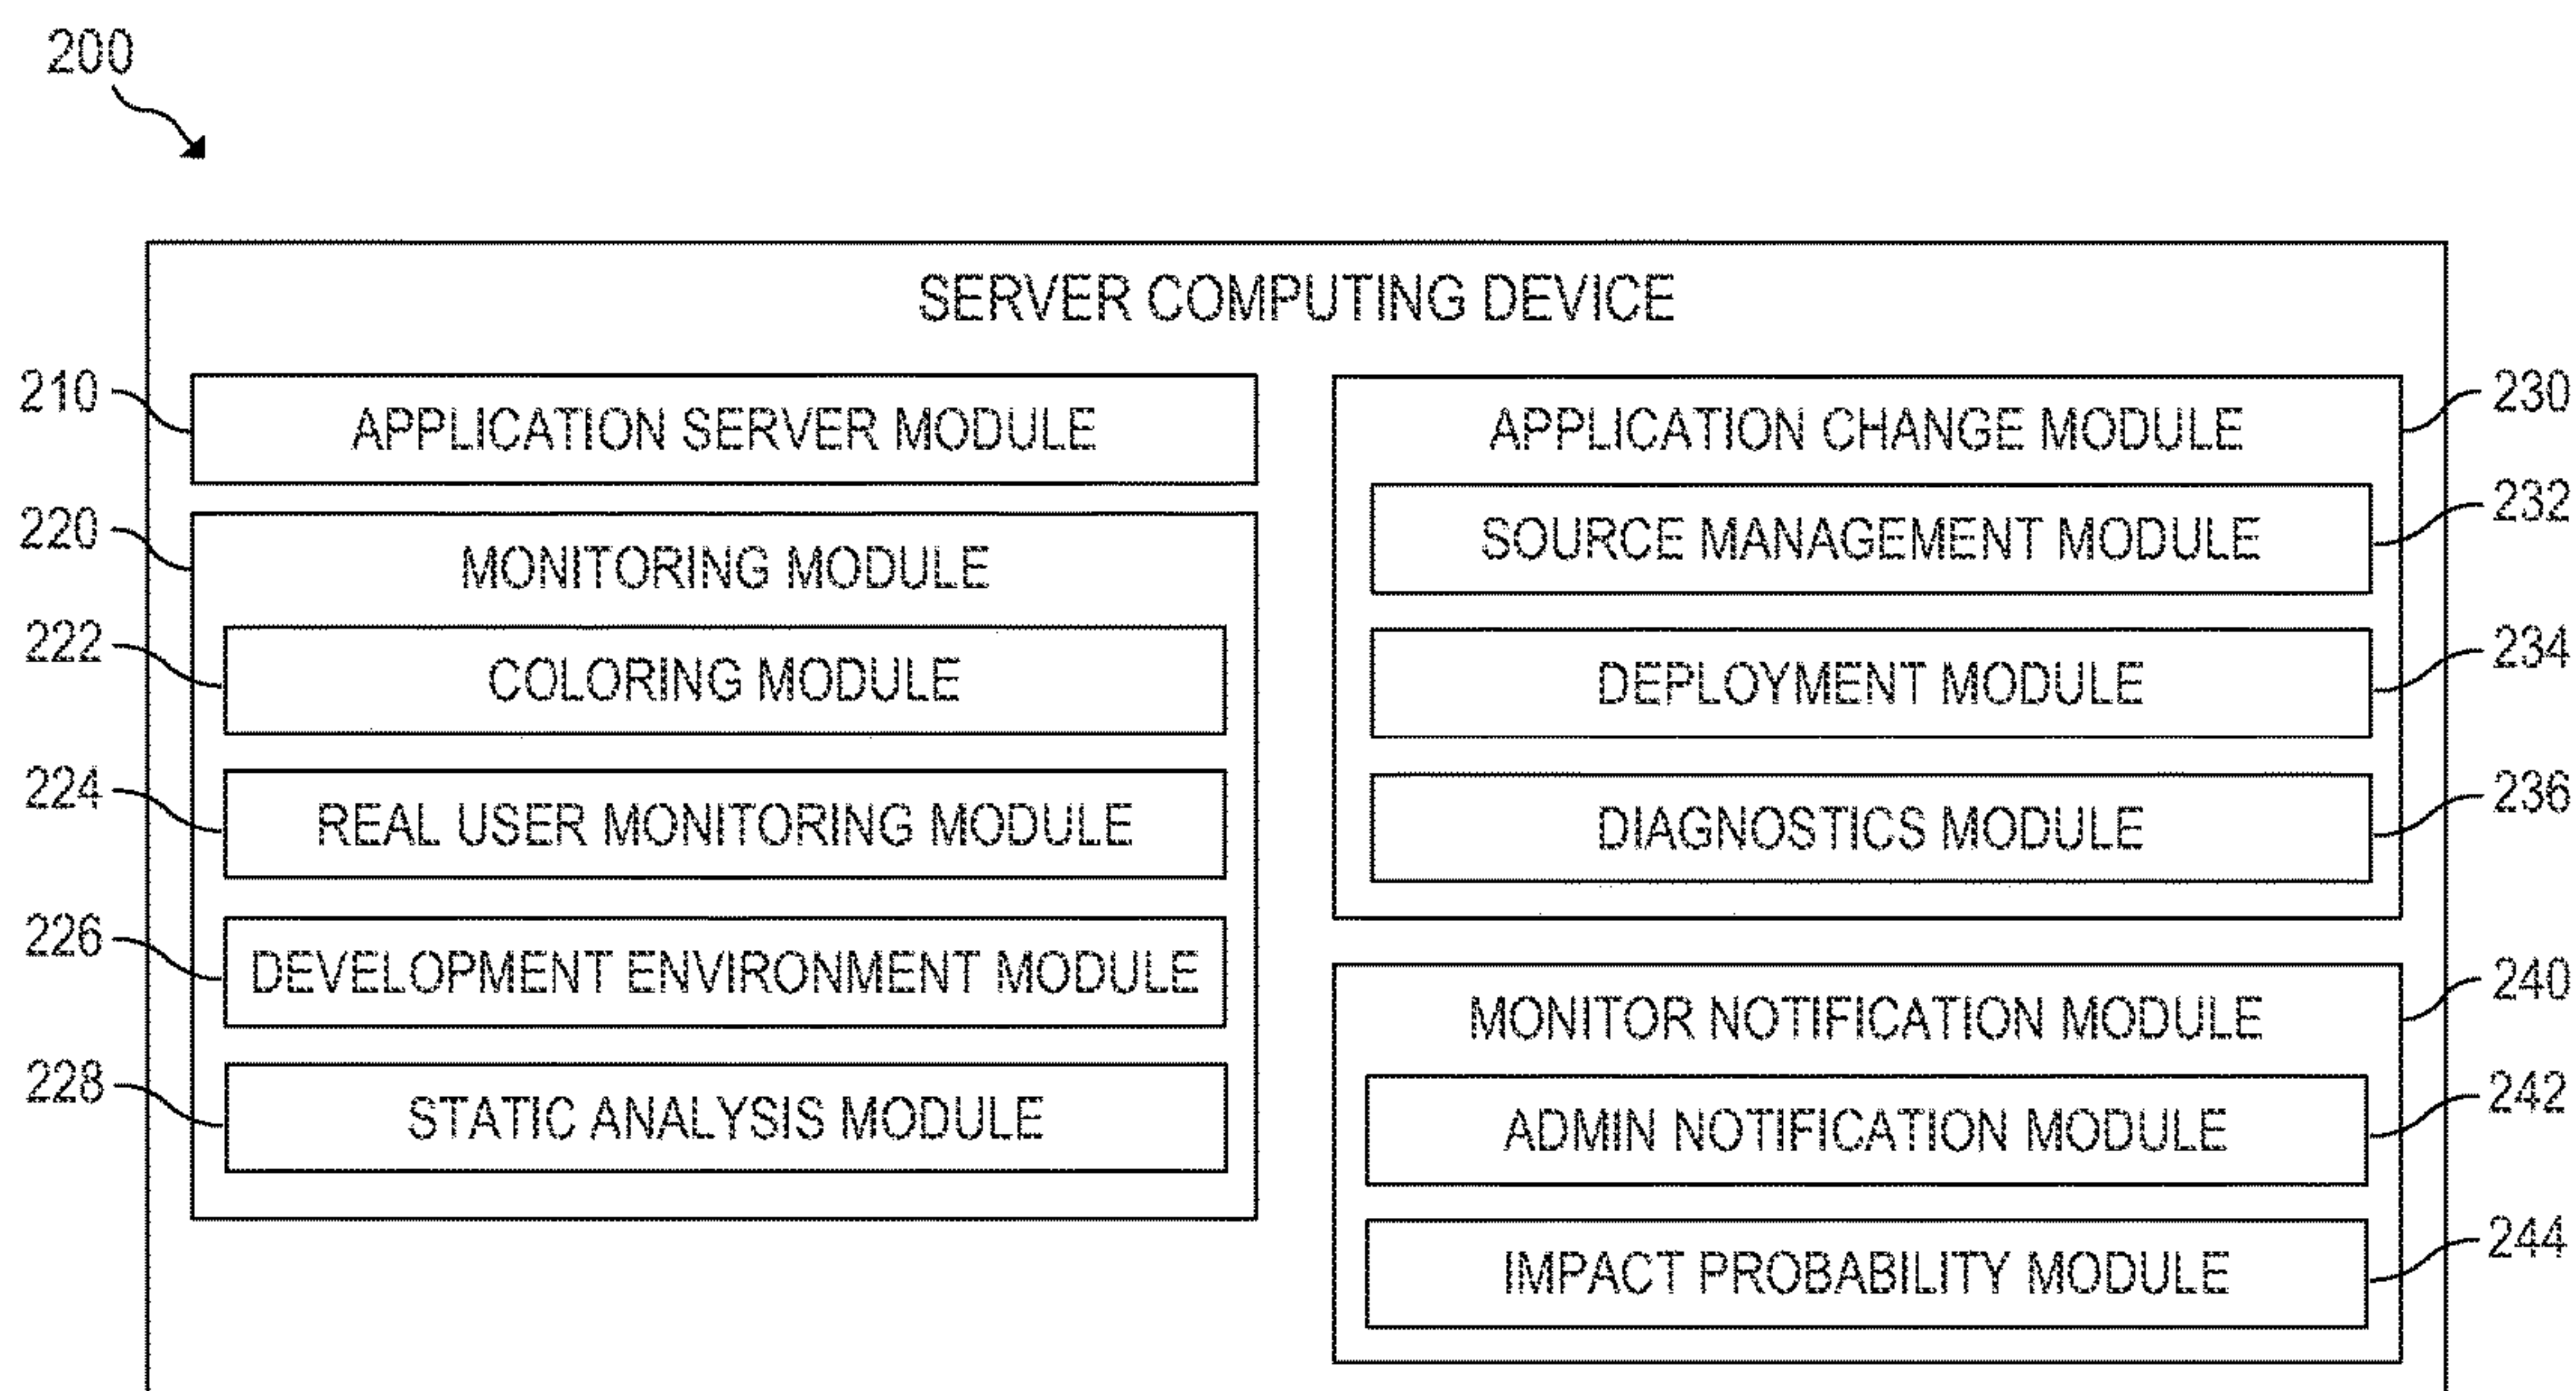 200
SERVER COMPUTING DEVICE
210
APPLICATION SERVER MODULE
220
MONITORING MODULE
222
COLORING MODULE
224
REAL USER MONITORING MODULE
226
DEVELOPMENT ENVIRONMENT MODULE
228
STATIC ANALYSIS MODULE
APPLICATION CHANGE MODULE
230
SOURCE MANAGEMENT MODULE
232
DEPLOYMENT MODULE
234
DIAGNOSTICS MODULE
236
MONITOR NOTIFICATION MODULE
240
ADMIN NOTIFICATION MODULE
242
IMPACT PROBABILITY MODULE
244